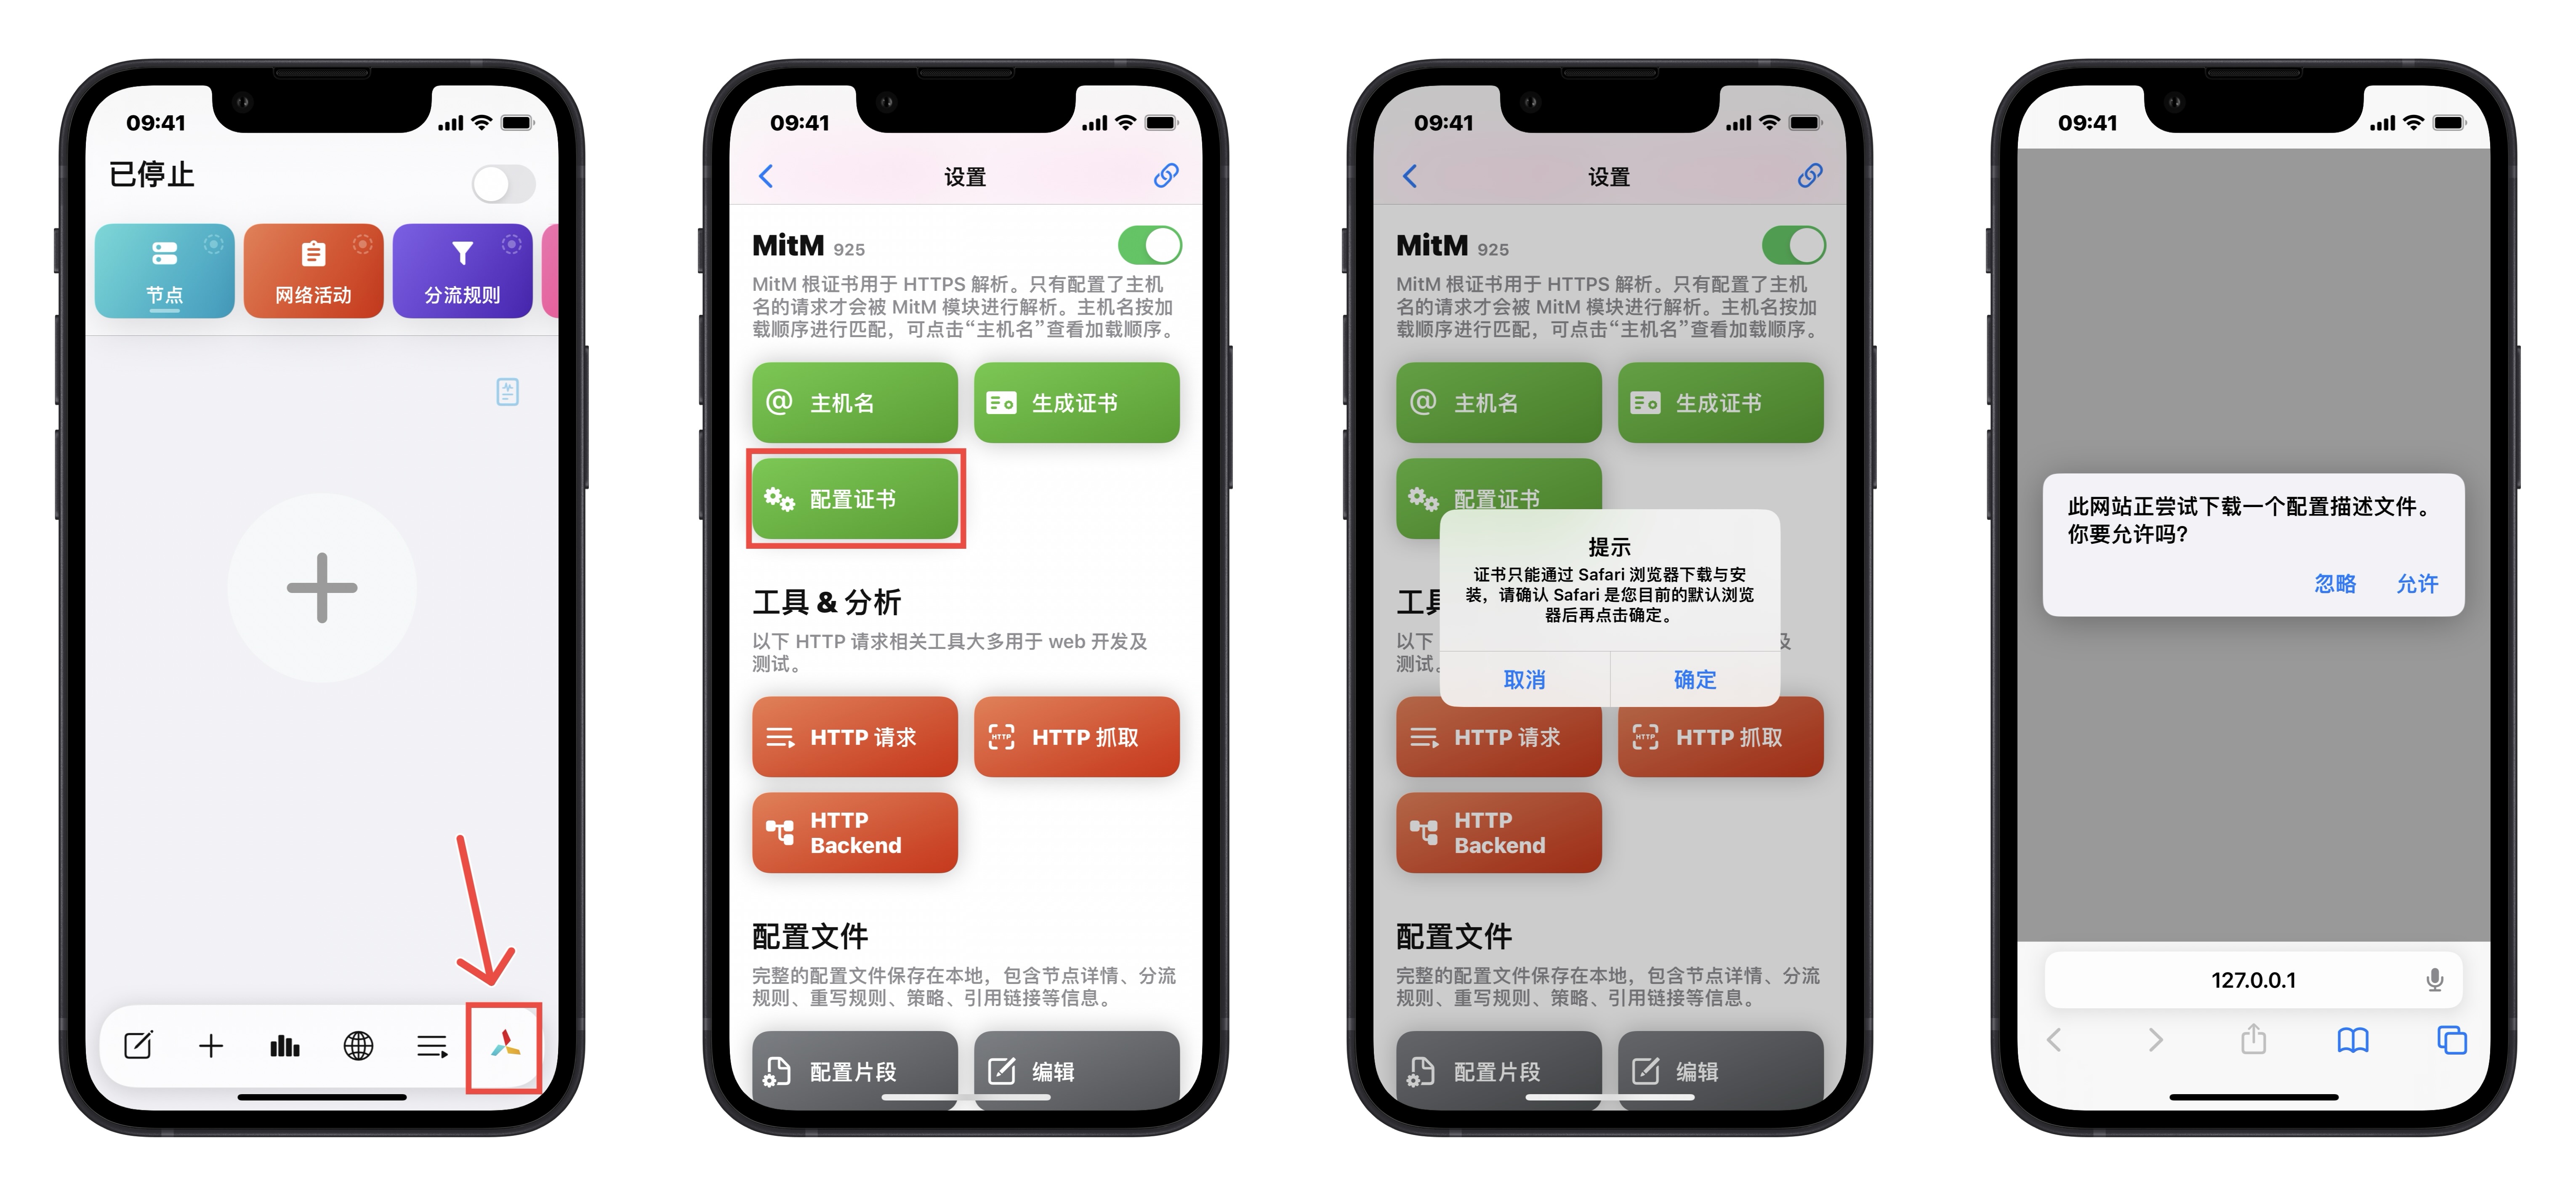 09:41
已停止
节点
网络活动
分流规则
09:41
设置
MitM 925
MitM 根证书用于 HTTPS 解析。只有配置了主机
名的请求才会被 MitM 模块进行解析。主机名按加
载顺序进行匹配，可点击“主机名”查看加载顺序。
@ 主机名
生成证书
配置证书
工具 & 分析
以下 HTTP 请求相关工具大多用于 web 开发及
测试。
HTTP 请求
HTTP HTTP 抓取
HTTP
Backend
配置文件
完整的配置文件保存在本地，包含节点详情、分流
规则、重写规则、策略、引用链接等信息。
配置片段
编辑
09:41
设置
MitM 925
MitM 根证书用于 HTTPS 解析。只有配置了主机
名的请求才会被 MitM 模块进行解析。主机名按加
载顺序进行匹配，可点击“主机名”查看加载顺序。
@ 主机名
生成证书
配置证书
提示
证书只能通过 Safari 浏览器下载与安
装，请确认 Safari 是您目前的默认浏览
器后再点击确定。
取消
确定
工具
以下
及
测试。
HTTP 请求
HTTP HTTP 抓取
HTTP
Backend
配置文件
完整的配置文件保存在本地，包含节点详情、分流
规则、重写规则、策略、引用链接等信息。
配置片段
编辑
09:41
此网站正尝试下载一个配置描述文件。
你要允许吗?
忽略
允许
127.0.0.1